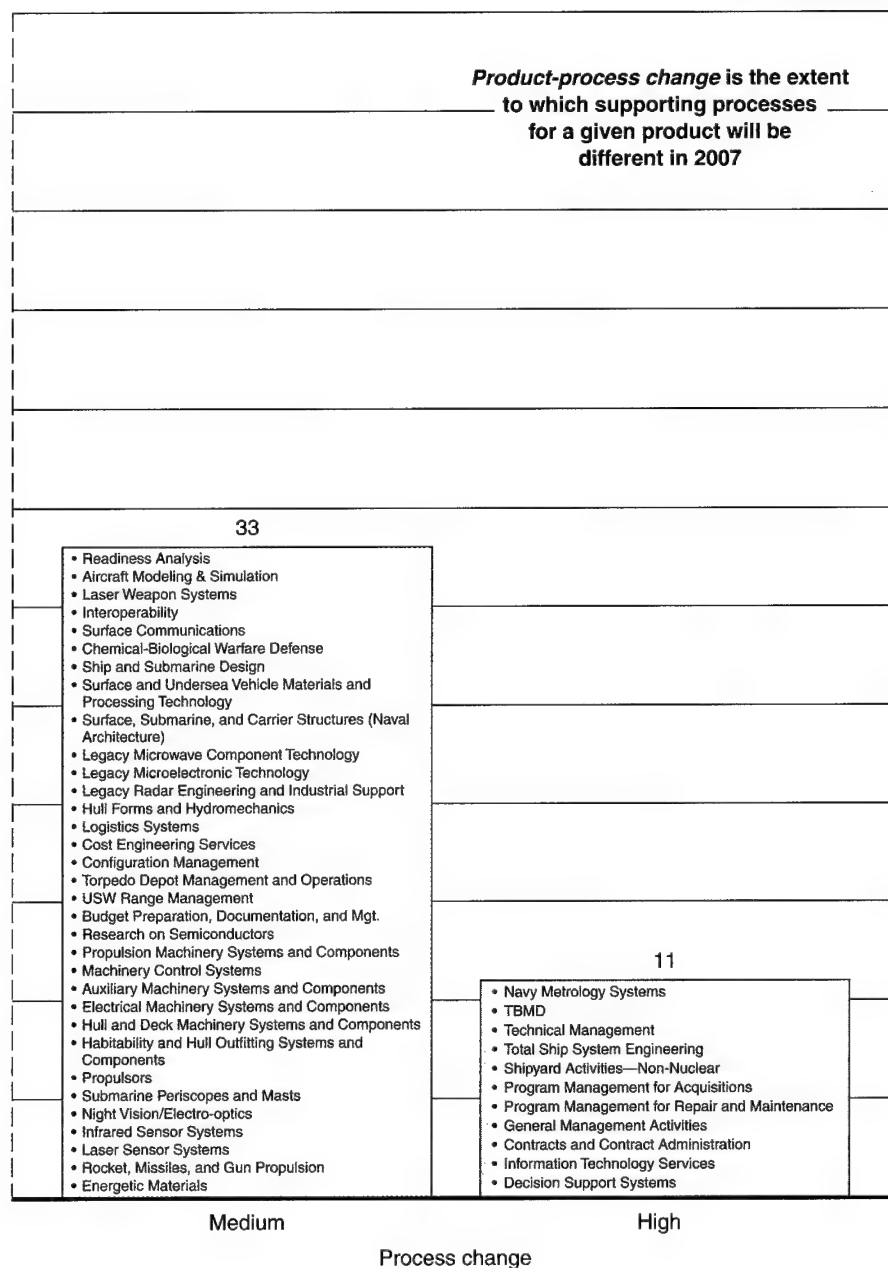 Product-process change is the extent
to which supporting processes
for a given product will be
different in 2007
33
• Readiness Analysis
• Aircraft Modeling & Simulation
• Laser Weapon Systems
• Interoperability
• Surface Communications
• Chemical-Biological Warfare Defense
• Ship and Submarine Design
• Surface and Undersea Vehicle Materials and
Processing Technology
• Surface, Submarine, and Carrier Structures (Naval
Architecture)
• Legacy Microwave Component Technology
• Legacy Microelectronic Technology
• Legacy Radar Engineering and Industrial Support
• Hull Forms and Hydromechanics
• Logistics Systems
• Cost Engineering Services
• Configuration Management
• Torpedo Depot Management and Operations
• USW Range Management
• Budget Preparation, Documentation, and Mgt.
• Research on Semiconductors
• Propulsion Machinery Systems and Components
• Machinery Control Systems
• Auxiliary Machinery Systems and Components
• Electrical Machinery Systems and Components
• Hull and Deck Machinery Systems and Components
• Habitability and Hull Outfitting Systems and
Components
• Propulsors
• Submarine Periscopes and Masts
• Night Vision/Electro-optics
• Infrared Sensor Systems
• Laser Sensor Systems
• Rocket, Missiles, and Gun Propulsion
• Energetic Materials
11
• Navy Metrology Systems
• TBMD
• Technical Management
• Total Ship System Engineering
• Shipyard Activities—Non-Nuclear
• Program Management for Acquisitions
• Program Management for Repair and Maintenance
• General Management Activities
• Contracts and Contract Administration
• Information Technology Services
• Decision Support Systems
Medium
High
Process change